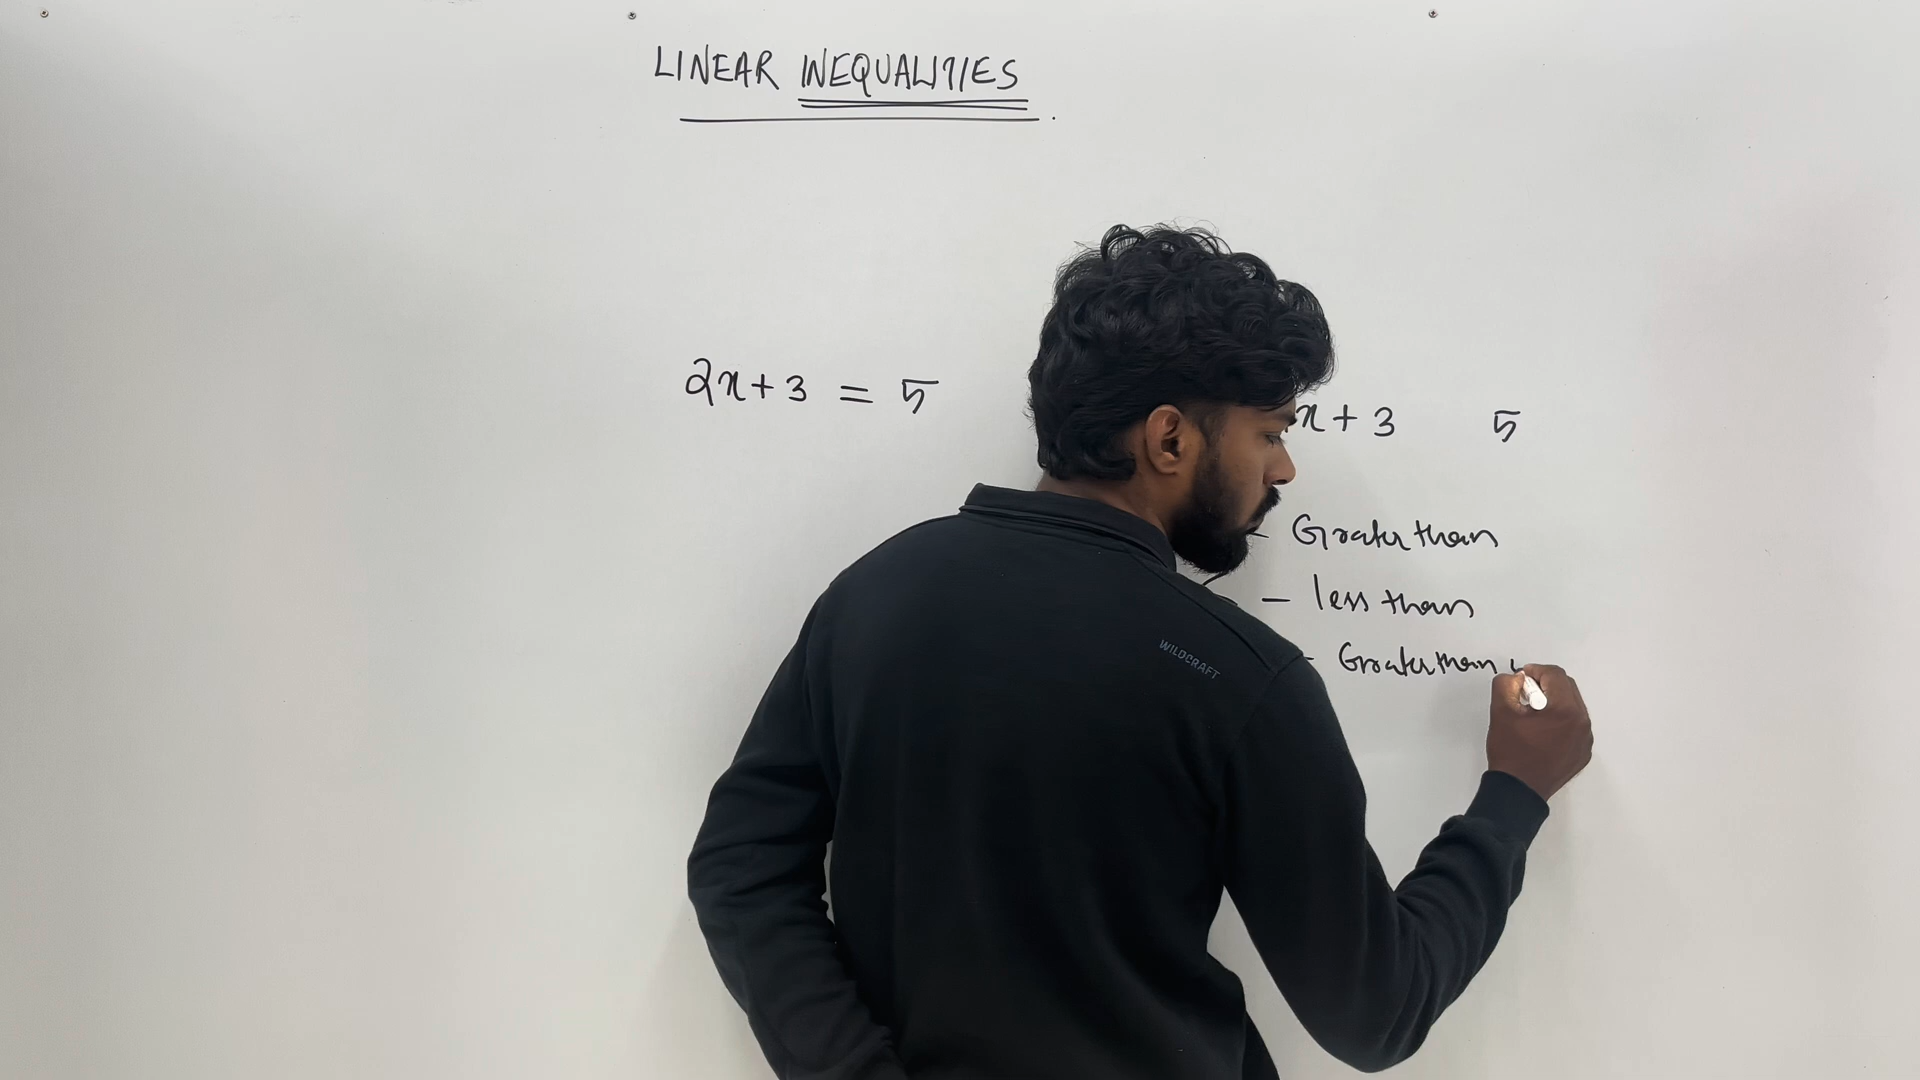 LINEAR INEQUALITIES
2x+3 = 5
x + 3 5
- Greater than
- less than
- Greater than
WILDCRAFT